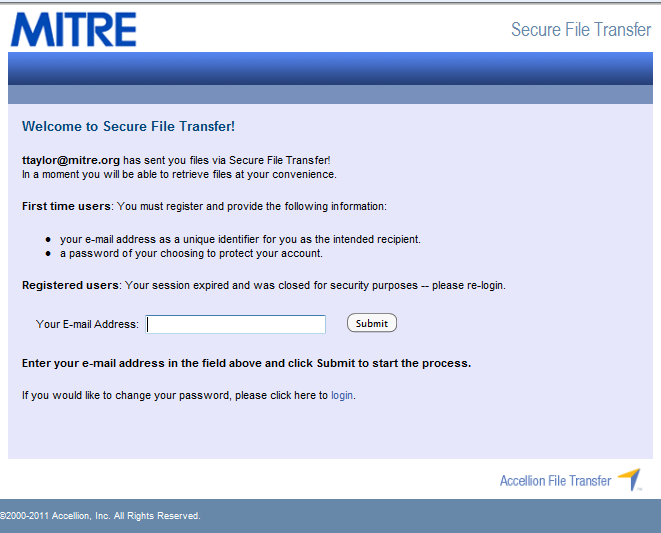 MITRE
Secure File Transfer
Welcome to Secure File Transfer!
ttaylor@mitre.org has sent you files via Secure File Transfer!
In a moment you will be able to retrieve files at your convenience.
First time users: You must register and provide the following information:
● your e-mail address as a unique identifier for you as the intended recipient.
● a password of your choosing to protect your account.
Registered users: Your session expired and was closed for security purposes -- please re-login.
Your E-mail Address: Submit
Enter your e-mail address in the field above and click Submit to start the process.
If you would like to change your password, please click here to login.
Accellion File Transfer
©2000-2011 Accellion, Inc. All Rights Reserved.